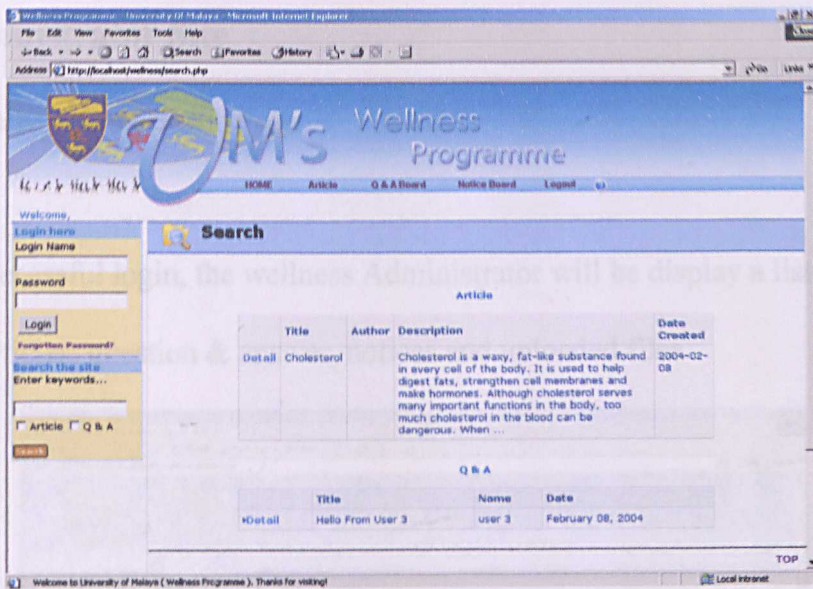 Wellness Programme - University Of Malaya - Microsoft Internet Explorer
File Edit View Favorites Tools Help
Back Search Favorites History
Address http://localhost/wellness/search.php Go Links
UM's Wellness Programme
HOME Article Q & A Board Notice Board Logout
Welcome,
Login here
Login Name
Password
Login
Forgotten Password?
Search the site
Enter keywords...
Article Q & A
Search
Search
Article
Title Author Description Date Created
Detail Cholesterol Cholesterol is a waxy, fat-like substance found 2004-02-08
in every cell of the body. It is used to help
digest fats, strengthen cell membranes and
make hormones. Although cholesterol serves
many important functions in the body, too
much cholesterol in the blood can be
dangerous. When ...
Q & A
Title Name Date
Detail Hello From User 3 user 3 February 08, 2004
TOP
Welcome to University of Malaya ( Wellness Programme ), Thanks for visiting! Local intranet
login, the wellness Administrator will be display a